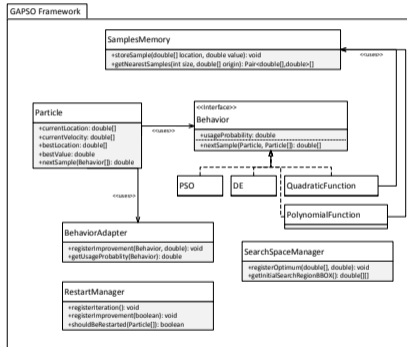 GAPSO Framework
SamplesMemory
+storeSample(double[] location, double value): void
+getNearestSamples(int size, double[] origin): Pair<double[],double>[]
<<uses>>
Particle
+currentLocation: double[]
+currentVelocity: double[]
+bestLocation: double[]
+bestValue: double
+nextSample(Behavior[]): double
<<uses>>
<<interface>>
Behavior
+usageProbability: double
+nextSample(Particle, Particle[]): double[]
PSO
DE
QuadraticFunction
PolynomialFunction
<<uses>>
BehaviorAdapter
+registerImprovement(Behavior, double): void
+getUsageProbablity(Behavior): double
SearchSpaceManager
+registerOptimum(double[], double): void
+getInitialSearchRegionBBOX(): double[][]
RestartManager
+registerIteration(): void
+registerImprovement(boolean): void
+shouldBeRestarted(Particle[]): boolean